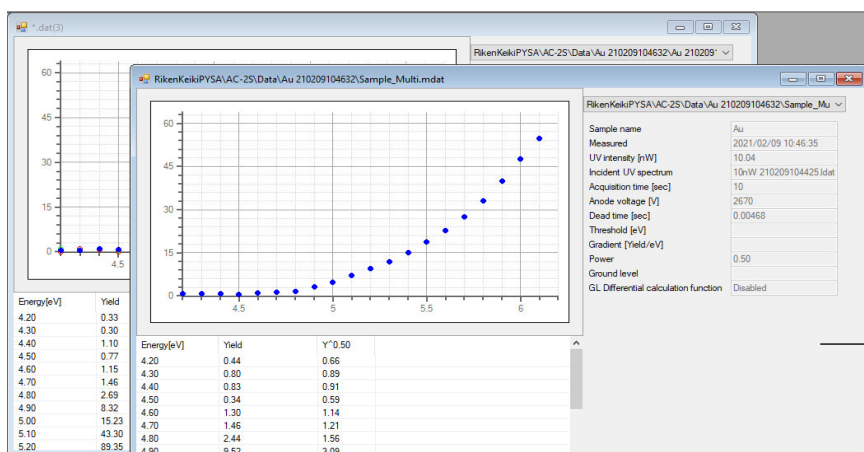 *.dat(3)
RikenKeikiPYSA\AC-2S\Data\Au 210209104632\Au 210209
60
45
30
15
0
4.5
Energy[eV] Yield
4.20 0.33
4.30 0.30
4.40 1.10
4.50 0.77
4.60 1.15
4.70 1.46
4.80 2.69
4.90 8.32
5.00 15.23
5.10 43.30
5.20 89.35
RikenKeikiPYSA\AC-2S\Data\Au 210209104632\Sample_Multi.mdat
60
45
30
15
0
4.5 5 5.5 6
Energy[eV] Yield Y^0.50
4.20 0.44 0.66
4.30 0.80 0.89
4.40 0.83 0.91
4.50 0.34 0.59
4.60 1.30 1.14
4.70 1.46 1.21
4.80 2.44 1.56
4.90 9.52 3.09
RikenKeikiPYSA\AC-2S\Data\Au 210209104632\Sample_Mu
Sample name Au
Measured 2021/02/09 10:46:35
UV intensity [nW] 10.04
Incident UV spectrum 10nW 210209104425.ldat
Acquisition time [sec] 10
Anode voltage [V] 2670
Dead time [sec] 0.00468
Threshold [eV]
Gradient [Yield/eV]
Power 0.50
Ground level
GL Differential calculation function Disabled